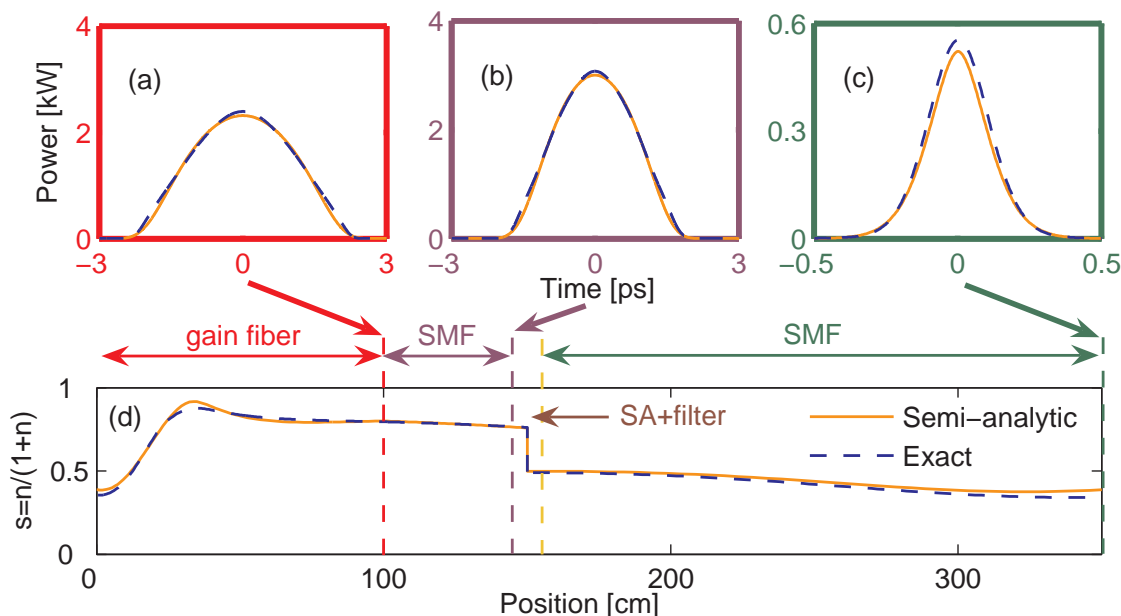 4
2
0
Power [kW]
(a)
−3
0
3
4
2
0
(b)
−3
0
3
Time [ps]
0.6
0.3
0
(c)
−0.5
0
0.5
gain fiber
SMF
SMF
1
0.5
0
s=n/(1+n)
(d)
SA+filter
Semi−analytic
Exact
0
100
200
300
Position [cm]